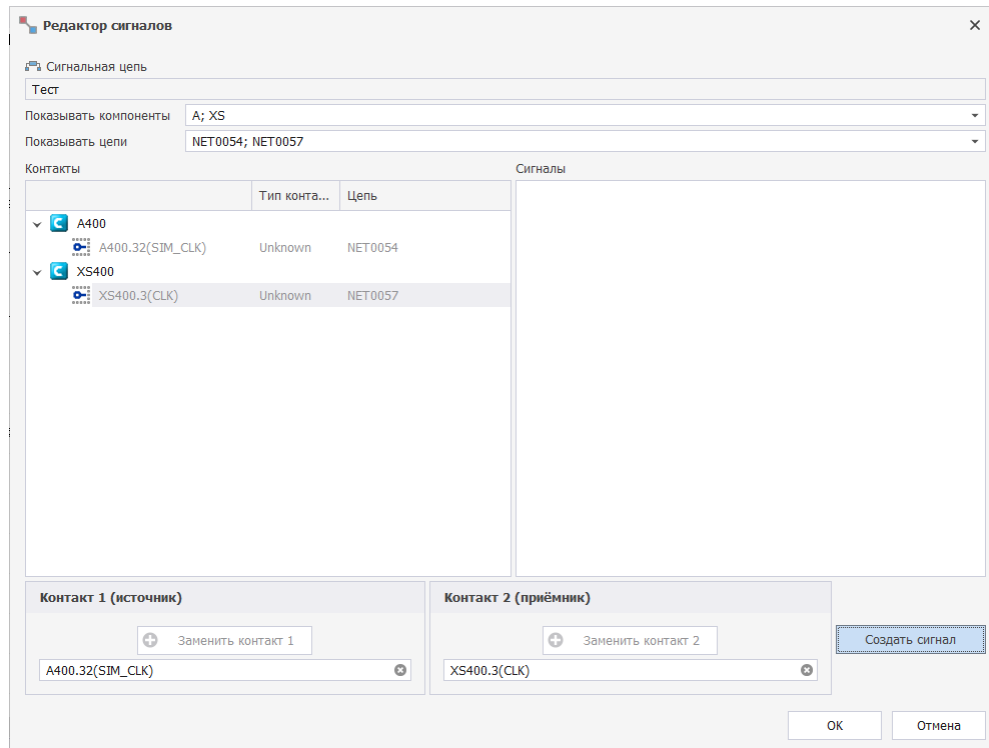 Редактор сигналов
Сигнальная цепь
Тест
Показывать компоненты A; XS
Показывать цепи NET0054; NET0057
Контакты Сигналы
Тип конта... Цепь
A400
A400.32(SIM_CLK) Unknown NET0054
XS400
XS400.3(CLK) Unknown NET0057
Контакт 1 (источник) Контакт 2 (приёмник)
Заменить контакт 1 Заменить контакт 2 Создать сигнал
A400.32(SIM_CLK) XS400.3(CLK)
OK Отмена